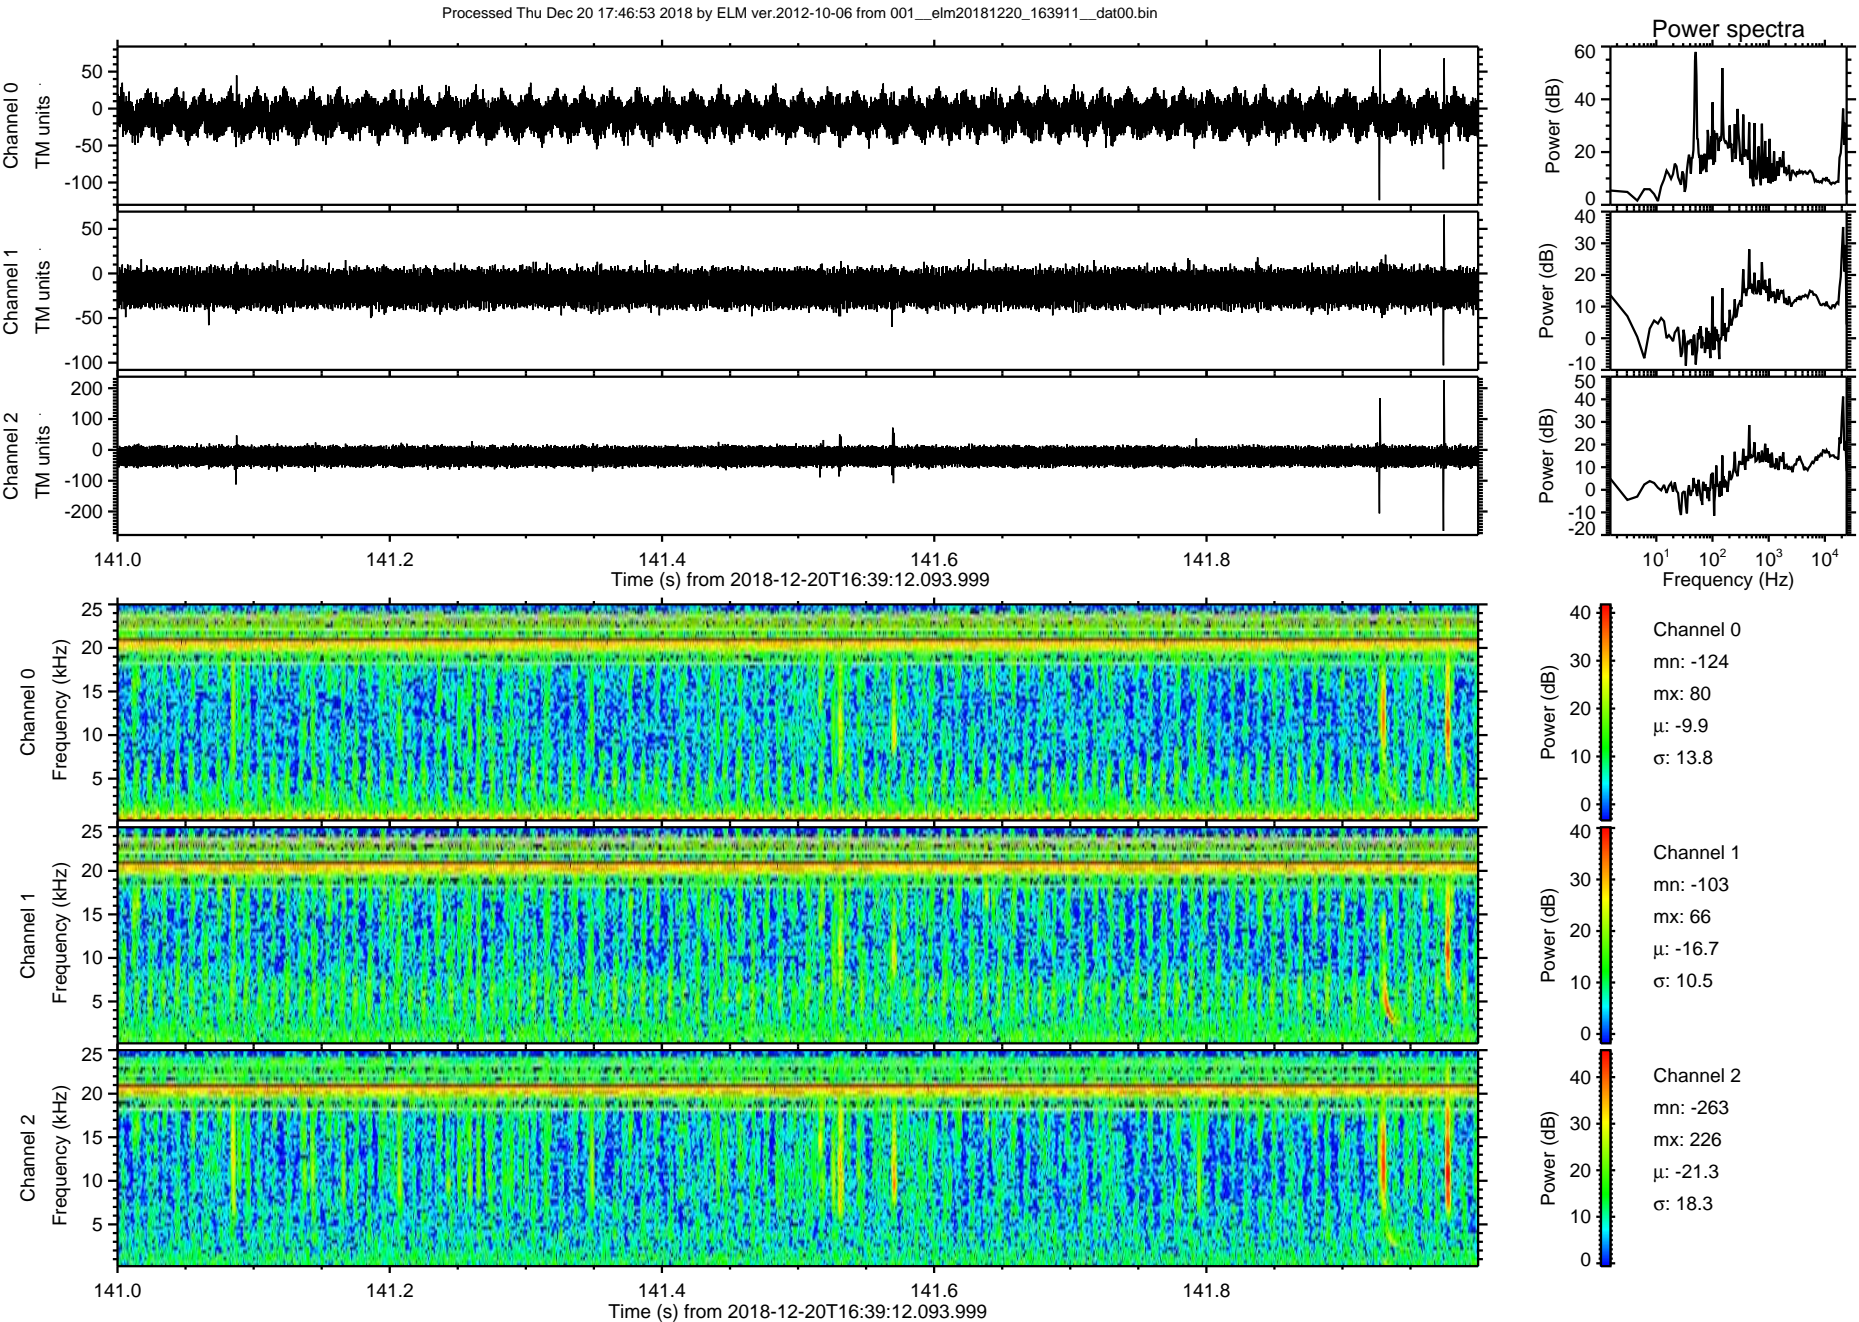 Processed Thu Dec 20 17:46:53 2018 by ELM ver.2012-10-06 from 001__elm20181220_163911__dat00.bin
Power spectra
Channel 0
TM units
50
0
-50
-100
Power (dB)
60
40
20
0
Channel 1
TM units
50
0
-50
-100
Power (dB)
40
30
20
10
0
-10
Channel 2
TM units
200
100
0
-100
-200
Power (dB)
50
40
30
20
10
0
-10
-20
141.0 141.2 141.4 141.6 141.8
Time (s) from 2018-12-20T16:39:12.093.999
10^1 10^2 10^3 10^4
Frequency (Hz)
Channel 0
Frequency (kHz)
25
20
15
10
5
Power (dB)
40
30
20
10
0
Channel 0
mn: -124
mx: 80
μ: -9.9
σ: 13.8
Channel 1
Frequency (kHz)
25
20
15
10
5
Power (dB)
40
30
20
10
0
Channel 1
mn: -103
mx: 66
μ: -16.7
σ: 10.5
Channel 2
Frequency (kHz)
25
20
15
10
5
Power (dB)
40
30
20
10
0
Channel 2
mn: -263
mx: 226
μ: -21.3
σ: 18.3
141.0 141.2 141.4 141.6 141.8
Time (s) from 2018-12-20T16:39:12.093.999